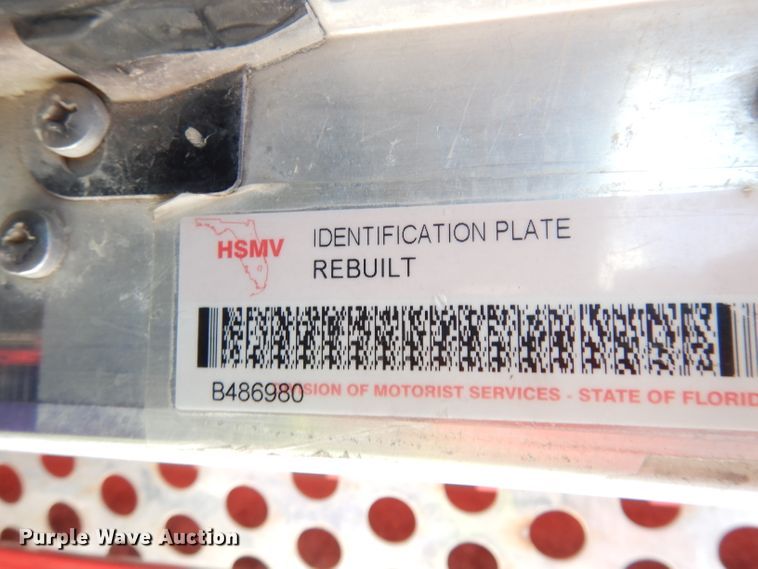 HSMV
IDENTIFICATION PLATE
REBUILT
B486980
SION OF MOTORIST SERVICES - STATE OF FLORID
Purple Wave Auction